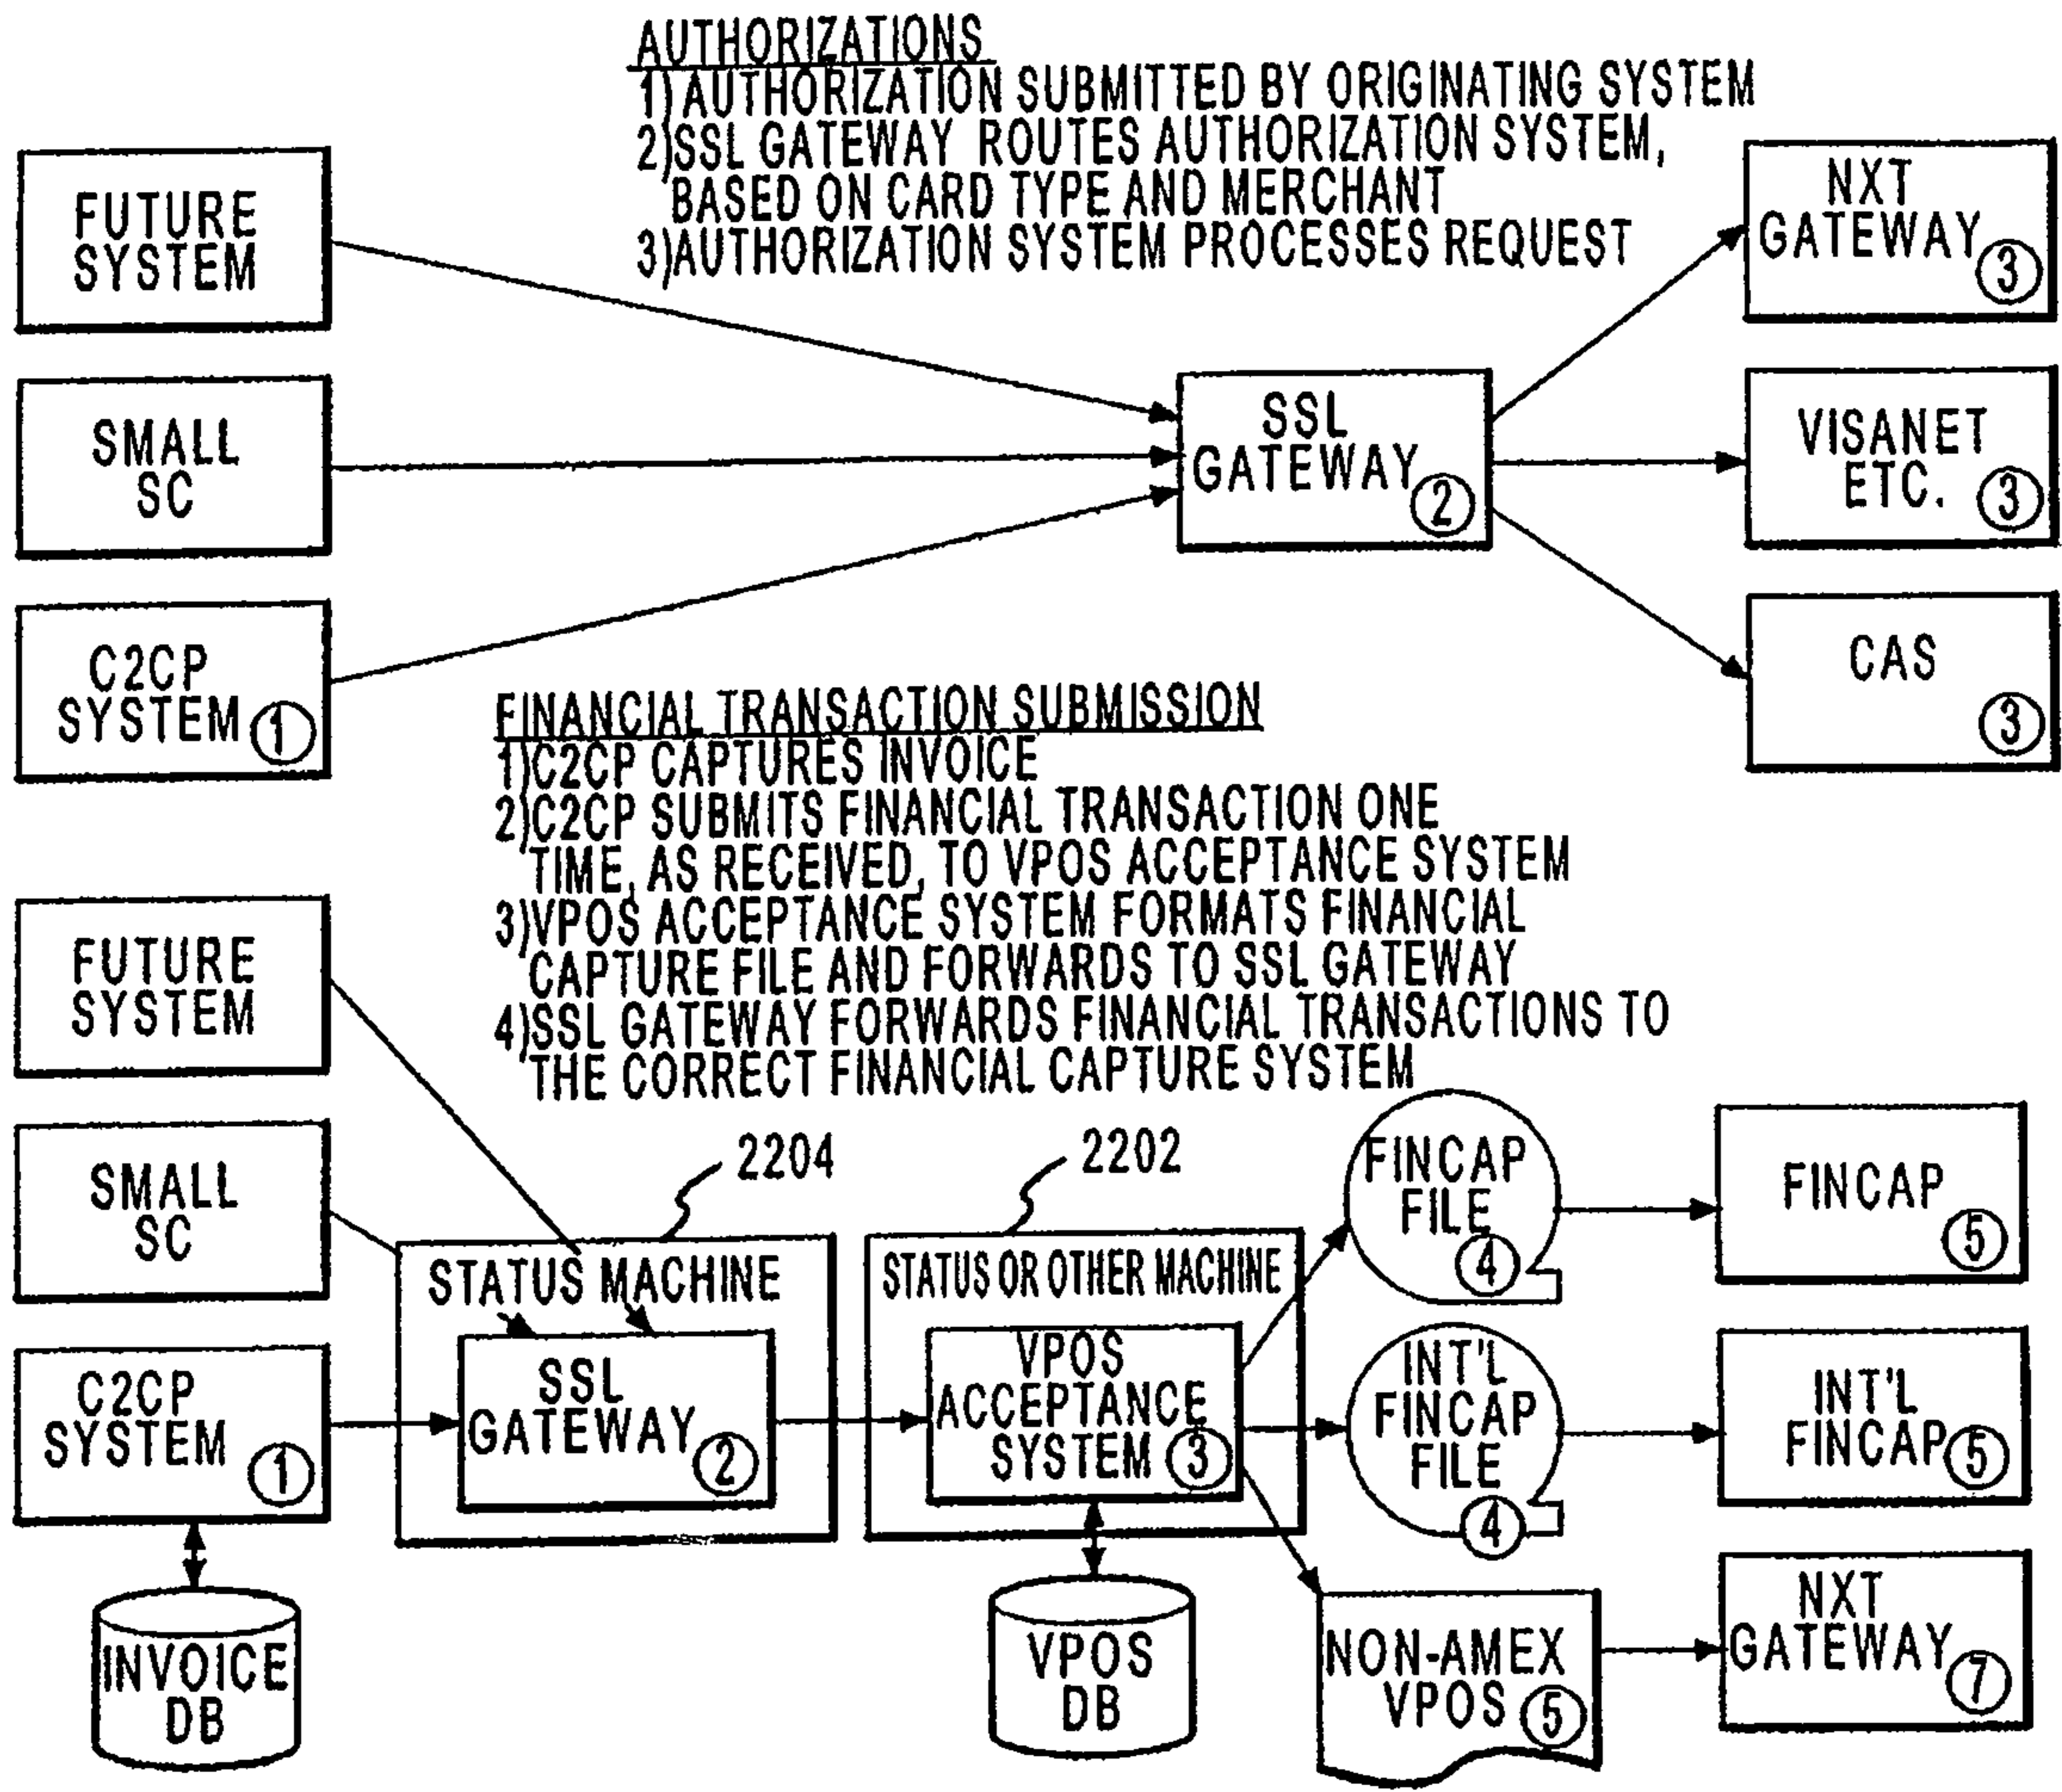 AUTHORIZATIONS
1)AUTHORIZATION SUBMITTED BY ORIGINATING SYSTEM
2)SSL GATEWAY ROUTES AUTHORIZATION SYSTEM,
BASED ON CARD TYPE AND MERCHANT
3)AUTHORIZATION SYSTEM PROCESSES REQUEST
FUTURE
SYSTEM
SMALL
SC
C2CP
SYSTEM 1
SSL
GATEWAY
2
NXT
GATEWAY
3
VISANET
ETC. 3
CAS
3
FINANCIAL TRANSACTION SUBMISSION
1)C2CP CAPTURES INVOICE
2)C2CP SUBMITS FINANCIAL TRANSACTION ONE
TIME, AS RECEIVED, TO VPOS ACCEPTANCE SYSTEM
3)VPOS ACCEPTANCE SYSTEM FORMATS FINANCIAL
CAPTURE FILE AND FORWARDS TO SSL GATEWAY
4)SSL GATEWAY FORWARDS FINANCIAL TRANSACTIONS TO
THE CORRECT FINANCIAL CAPTURE SYSTEM
FUTURE
SYSTEM
SMALL
SC
C2CP
SYSTEM
1
INVOICE
DB
2204
STATUS MACHINE
SSL
GATEWAY
2
2202
STATUS OR OTHER MACHINE
VPOS
ACCEPTANCE
SYSTEM 3
VPOS
DB
FINCAP
FILE
4
INT'L
FINCAP
FILE
4
NON-AMEX
VPOS 5
FINCAP
5
INT'L
FINCAP 5
NXT
GATEWAY
7